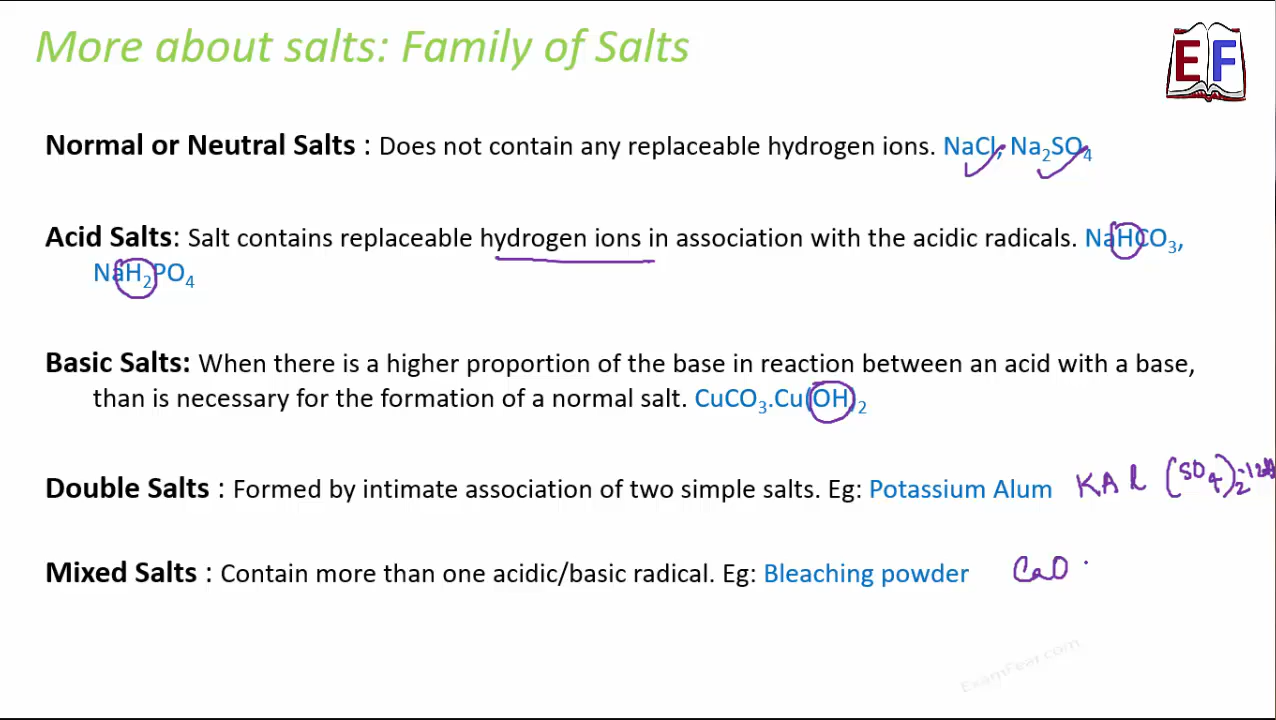 More about salts: Family of Salts
EF
Normal or Neutral Salts : Does not contain any replaceable hydrogen ions. NaCl, Na₂SO₄
Acid Salts: Salt contains replaceable hydrogen ions in association with the acidic radicals. NaHCO₃,
NaH₂PO₄
Basic Salts: When there is a higher proportion of the base in reaction between an acid with a base,
than is necessary for the formation of a normal salt. CuCO₃.Cu(OH)₂
Double Salts : Formed by intimate association of two simple salts. Eg: Potassium Alum KAl (SO₄)₂
Mixed Salts : Contain more than one acidic/basic radical. Eg: Bleaching powder CaO
ExamFear.com